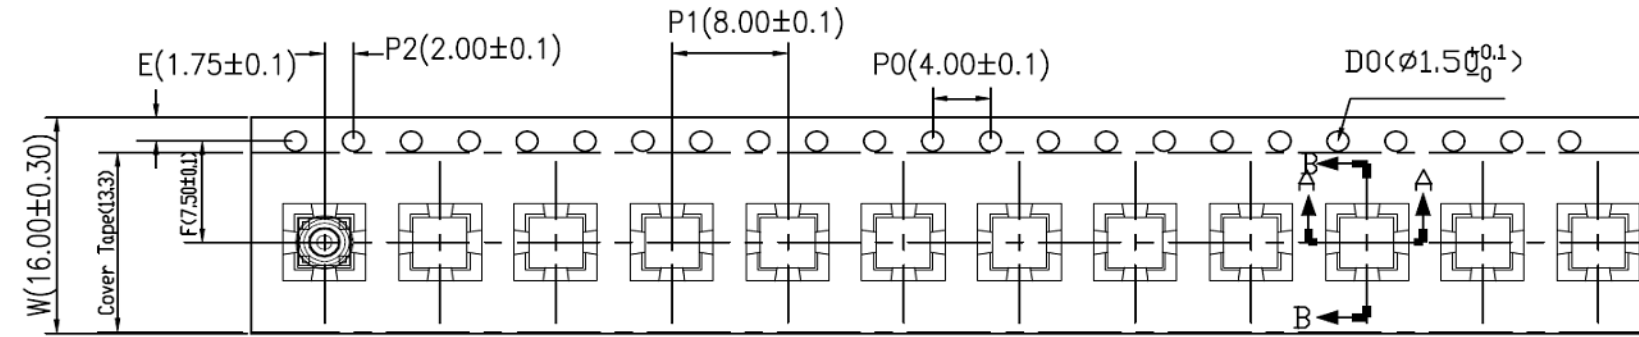 P1(8.00±0.1)
P2(2.00±0.1)
E(1.75±0.1)
P0(4.00±0.1)
D0(Ø1.50+0.1-0)
W(16.00±0.30)
Cover Tape(13.3)
F(7.50±0.1)
B
A
A
B